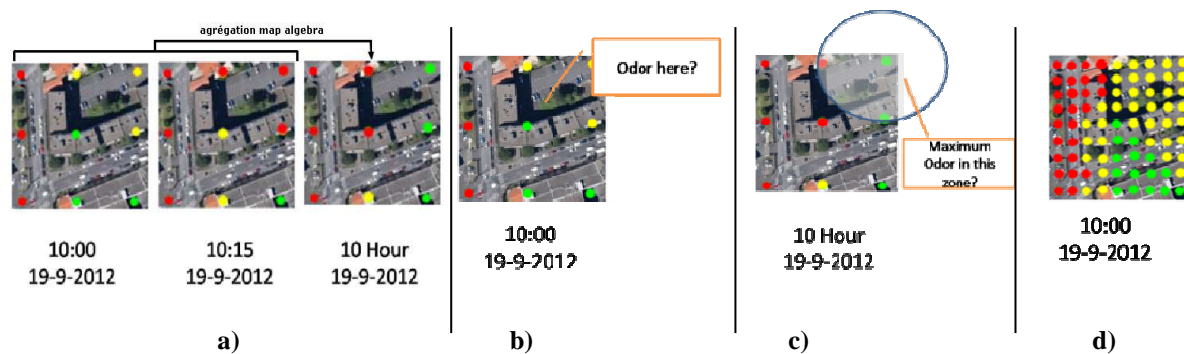 agrégation map algebra
10:00
19-9-2012
10:15
19-9-2012
10 Hour
19-9-2012
a)
Odor here?
10:00
19-9-2012
b)
Maximum
Odor in this
zone?
10 Hour
19-9-2012
c)
10:00
19-9-2012
d)